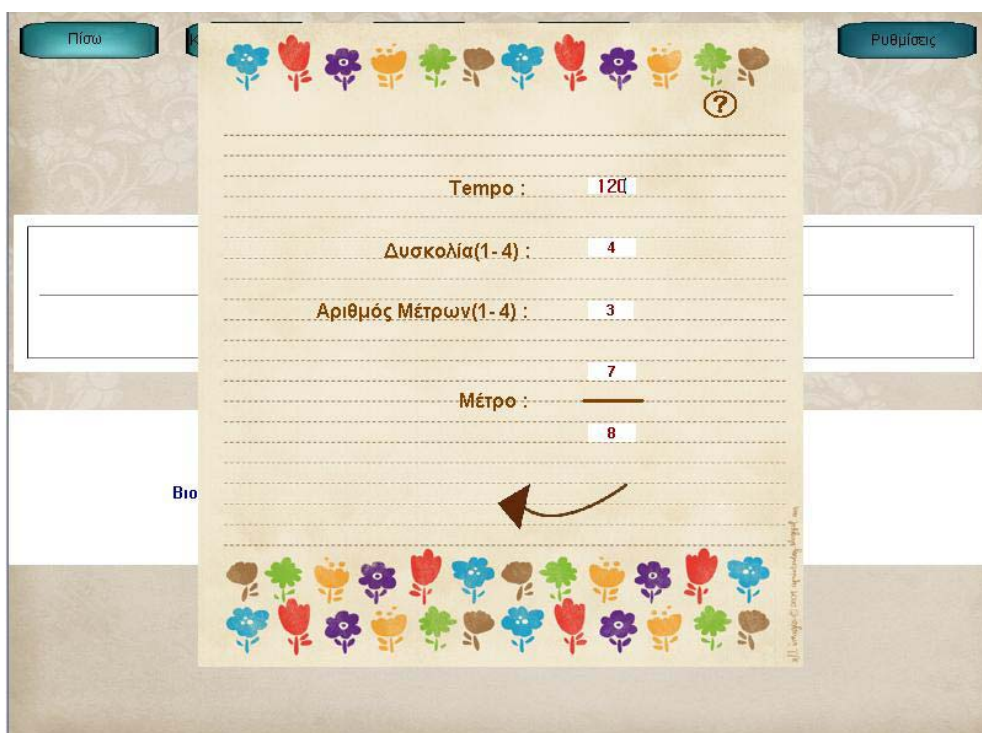 Πίσω
Κ
Ρυθμίσεις
?
Tempo : 120
Δυσκολία(1-4) : 4
Αριθμός Μέτρων(1-4) : 3
7
Μέτρο :
8
Βιο